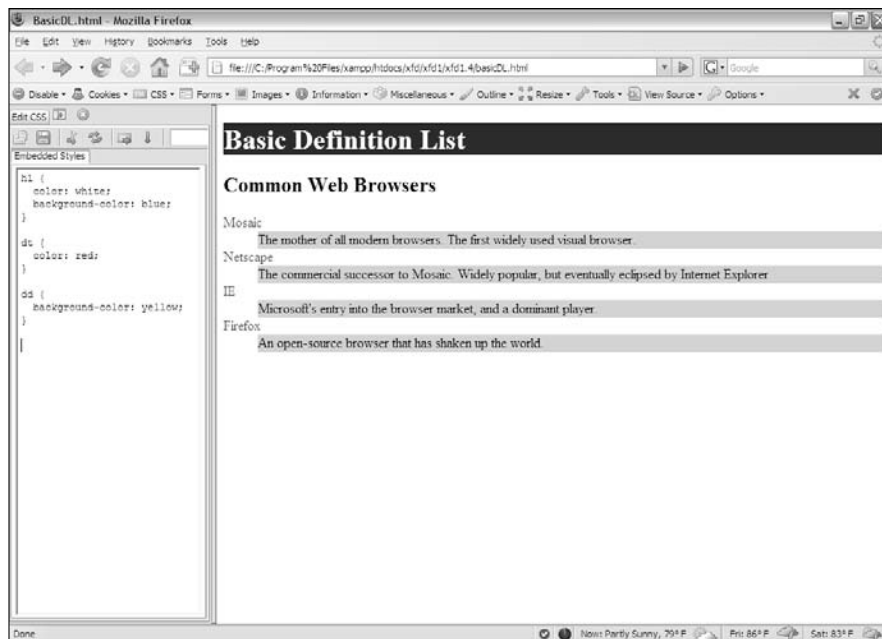 BasicDL.html - Mozilla Firefox
File Edit View History Bookmarks Tools Help
file:///C:/Program%20Files/xampp/htdocs/xfd/xfd1/xfd1.4/basicDL.html
Google
Disable Cookies CSS Forms Images Information Miscellaneous Outline Resize Tools View Source Options
Edit CSS
Embedded Styles
h1 {
color: white;
background-color: blue;
}
dt {
color: red;
}
dd {
background-color: yellow;
}
Basic Definition List
Common Web Browsers
Mosaic
The mother of all modern browsers. The first widely used visual browser.
Netscape
The commercial successor to Mosaic. Widely popular, but eventually eclipsed by Internet Explorer
IE
Microsoft's entry into the browser market, and a dominant player.
Firefox
An open-source browser that has shaken up the world.
Done
Now: Partly Sunny, 79° F Fri: 86° F Sat: 83° F